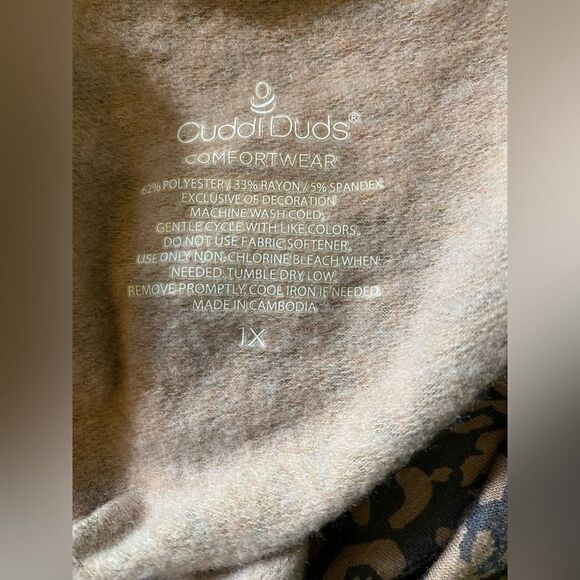 Cuddl Duds®
COMFORTWEAR
62% POLYESTER / 33% RAYON / 5% SPANDEX
EXCLUSIVE OF DECORATION
MACHINE WASH COLD,
GENTLE CYCLE WITH LIKE COLORS.
DO NOT USE FABRIC SOFTENER.
USE ONLY NON-CHLORINE BLEACH WHEN
NEEDED. TUMBLE DRY LOW.
REMOVE PROMPTLY. COOL IRON IF NEEDED.
MADE IN CAMBODIA
1X